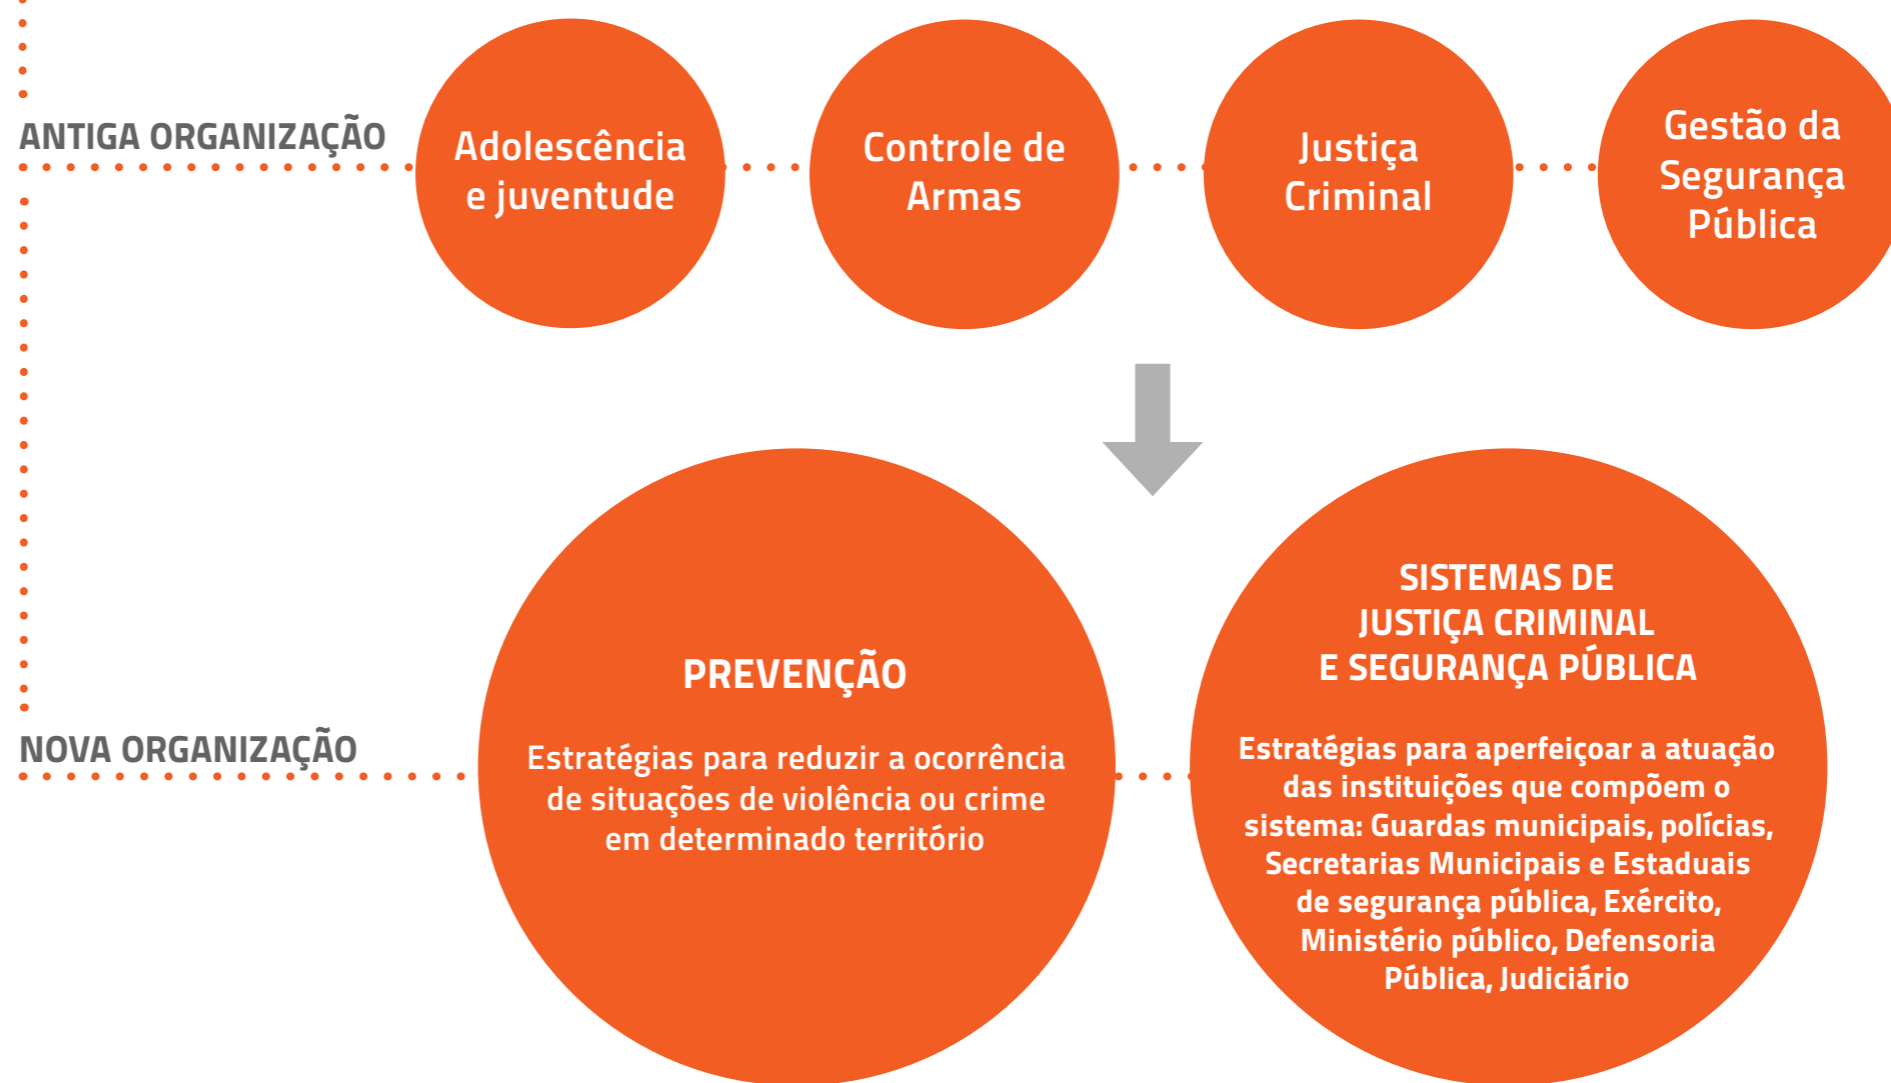 ANTIGA ORGANIZAÇÃO
Adolescência
e juventude
Controle de
Armas
Justiça
Criminal
Gestão da
Segurança
Pública
NOVA ORGANIZAÇÃO
PREVENÇÃO
Estratégias para reduzir a ocorrência
de situações de violência ou crime
em determinado território
SISTEMAS DE
JUSTIÇA CRIMINAL
E SEGURANÇA PÚBLICA
Estratégias para aperfeiçoar a atuação
das instituições que compõem o
sistema: Guardas municipais, polícias,
Secretarias Municipais e Estaduais
de segurança pública, Exército,
Ministério público, Defensoria
Pública, Judiciário